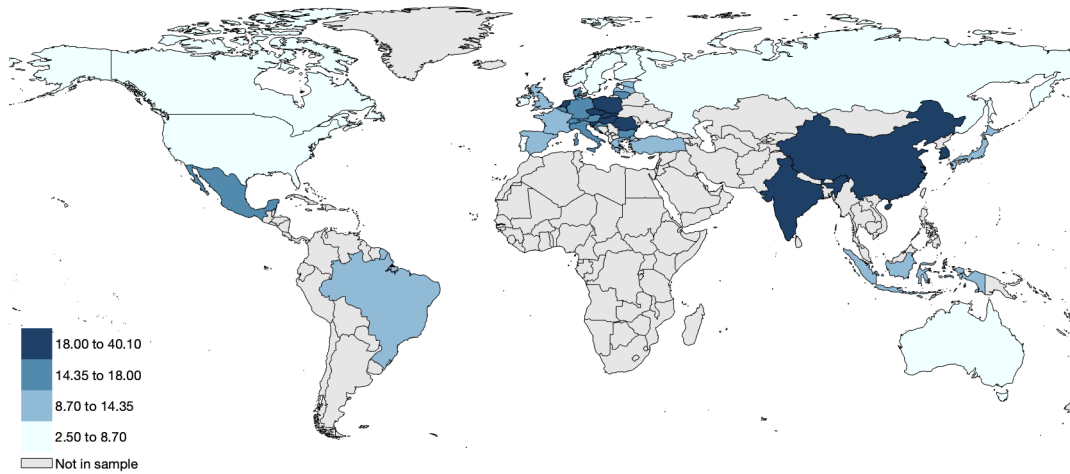 18.00 to 40.10
14.35 to 18.00
8.70 to 14.35
2.50 to 8.70
Not in sample